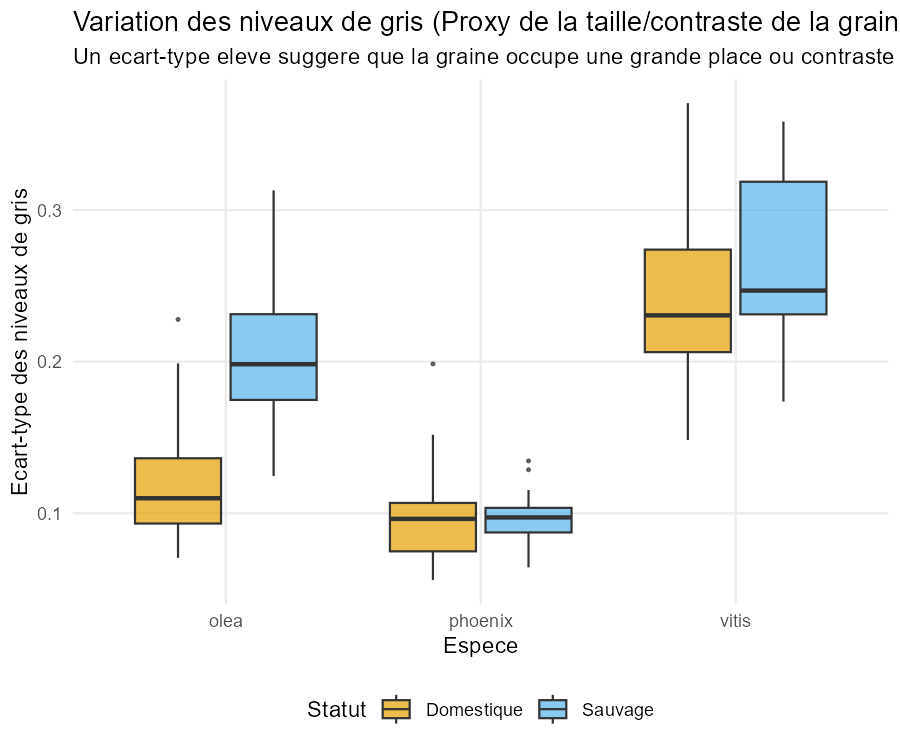 Variation des niveaux de gris (Proxy de la taille/contraste de la grain
Un ecart-type eleve suggere que la graine occupe une grande place ou contraste
Ecart-type des niveaux de gris
0.3
0.2
0.1
olea phoenix vitis
Espece
Statut Domestique Sauvage